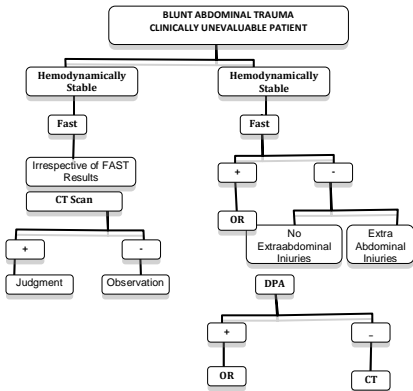 BLUNT ABDOMINAL TRAUMA
CLINICALLY UNEVALUABLE PATIENT
Hemodynamically
Stable
Hemodynamically
Stable
Fast
Fast
Irrespective of FAST
Results
CT Scan
+
-
+
-
OR
No
Extraabdominal
Injuries
Extra
Abdominal
Injuries
Judgment
Observation
DPA
+
-
OR
CT